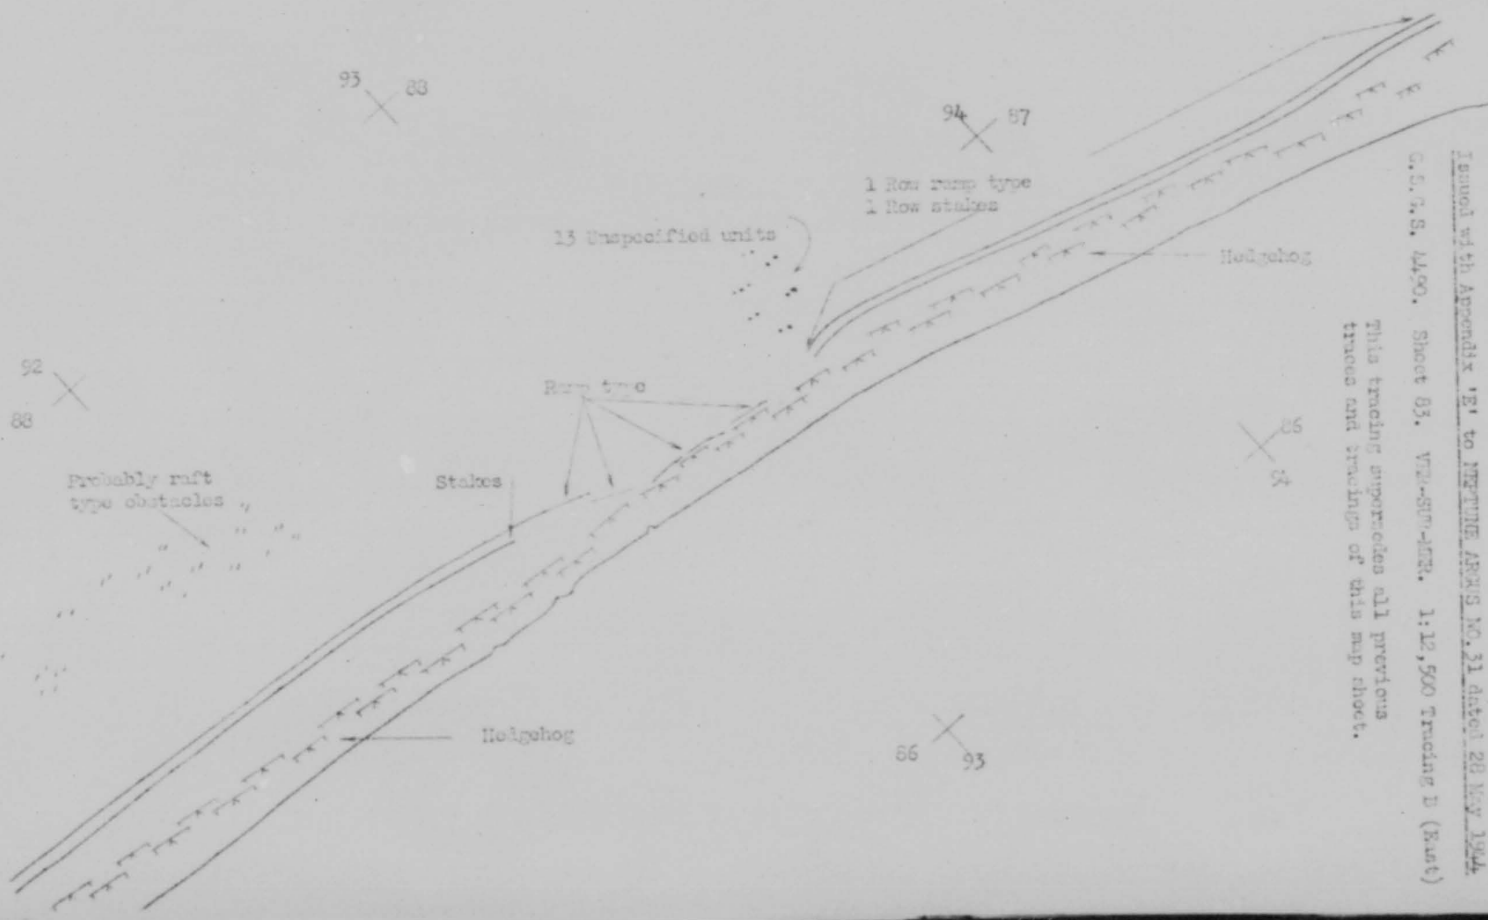 93 88
94 87
1 Row ramp type
1 Row stakes
13 Unspecified units
Hedgehog
92
88
Ramp type
Probably raft
type obstacles
Stakes
86
94
Hedgehog
86 93
Issued with Appendix 'E' to NEPTUNE ARGUS NO.31 dated 28 May 1944
G.S.G.S. 4490. Sheet 83. VER-SUR-MER. 1:12,500 Tracing B (East)
This tracing supersedes all previous
traces and tracings of this map sheet.